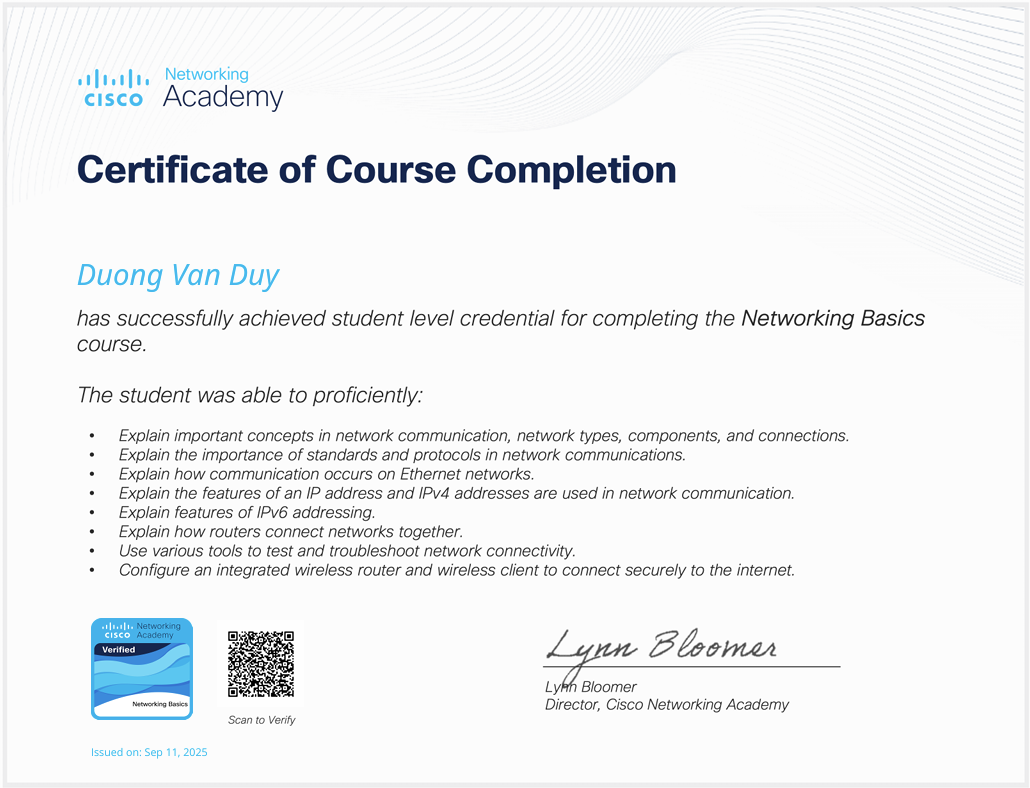 Networking
CISCO Academy
Certificate of Course Completion
Duong Van Duy
has successfully achieved student level credential for completing the Networking Basics
course.
The student was able to proficiently:
• Explain important concepts in network communication, network types, components, and connections.
• Explain the importance of standards and protocols in network communications.
• Explain how communication occurs on Ethernet networks.
• Explain the features of an IP address and IPv4 addresses are used in network communication.
• Explain features of IPv6 addressing.
• Explain how routers connect networks together.
• Use various tools to test and troubleshoot network connectivity.
• Configure an integrated wireless router and wireless client to connect securely to the internet.
Networking
CISCO Academy
Verified
Networking Basics
Scan to Verify
Lynn Bloomer
Lynn Bloomer
Director, Cisco Networking Academy
Issued on: Sep 11, 2025